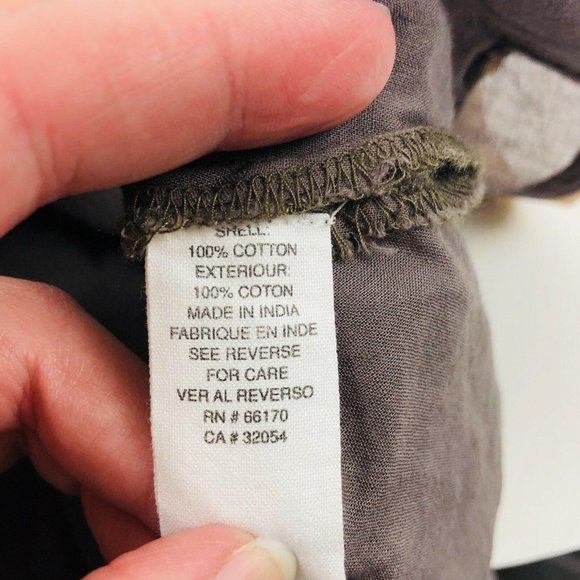 SHELL:
100% COTTON
EXTERIOUR:
100% COTON
MADE IN INDIA
FABRIQUE EN INDE
SEE REVERSE
FOR CARE
VER AL REVERSO
RN # 66170
CA # 32054